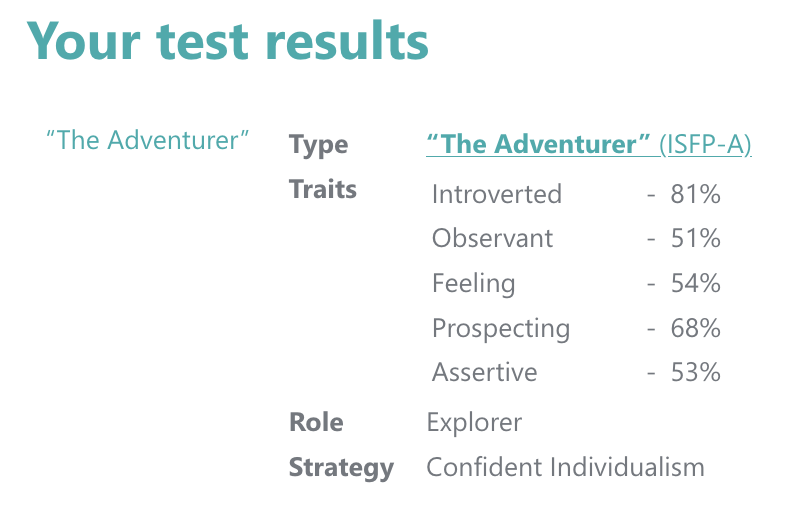 Your test results
“The Adventurer”
Type “The Adventurer” (ISFP-A)
Traits
Introverted - 81%
Observant - 51%
Feeling - 54%
Prospecting - 68%
Assertive - 53%
Role Explorer
Strategy Confident Individualism